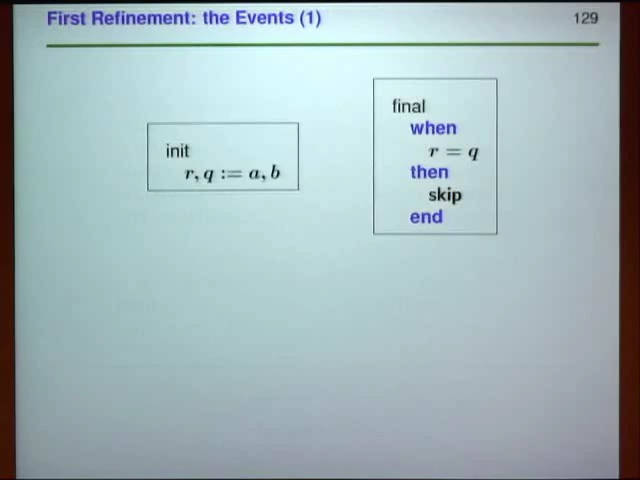 First Refinement: the Events (1)
129
init
r, q := a, b
final
when
r = q
then
skip
end